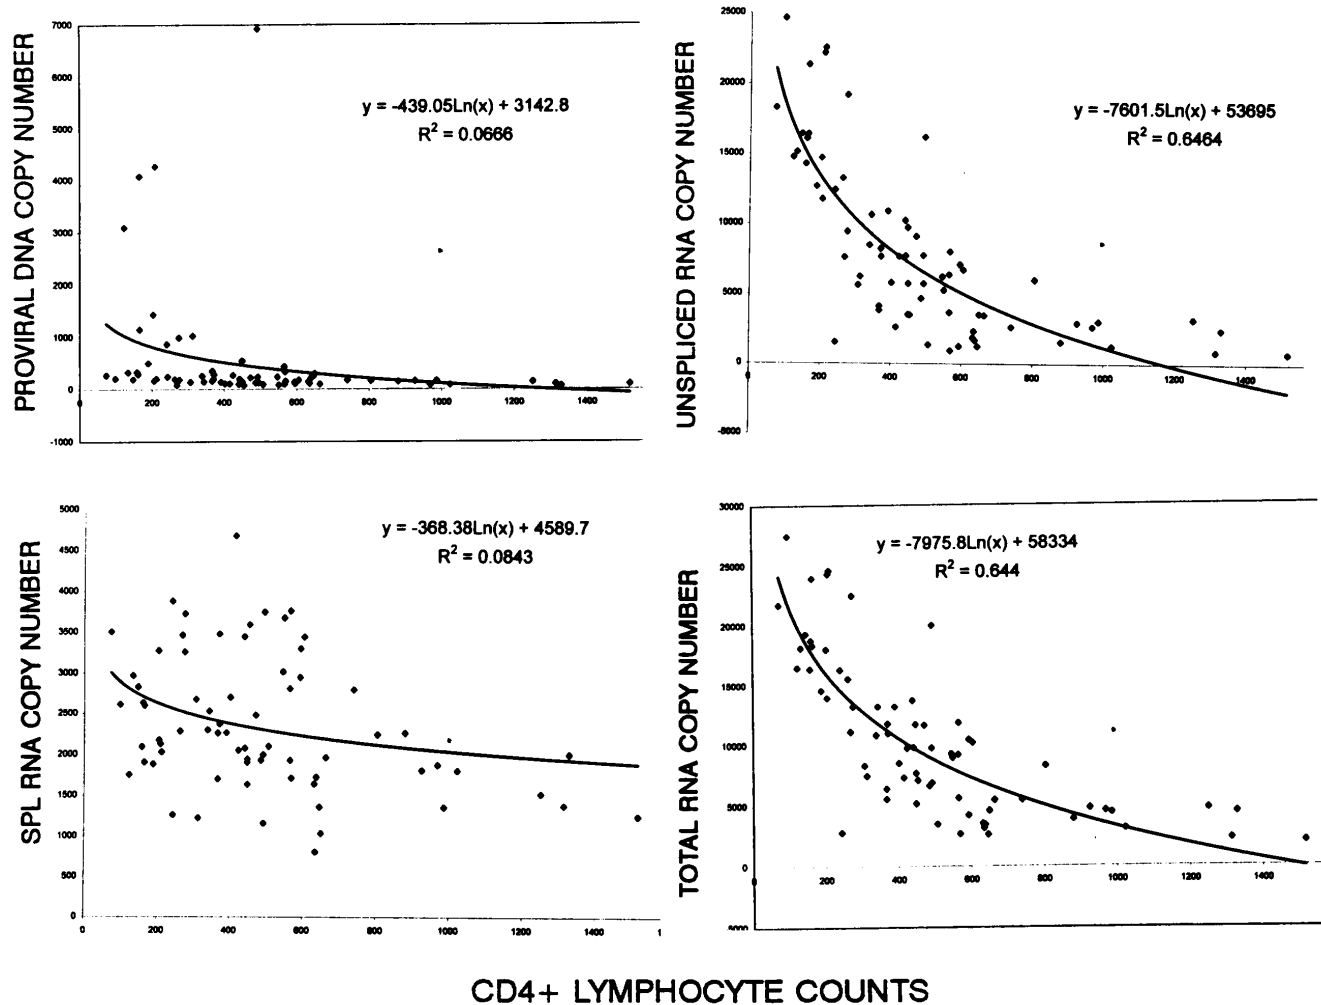 PROVIRAL DNA COPY NUMBER
7000
6000
5000
4000
3000
2000
1000
0
-1000
0 200 400 600 800 1000 1200 1400
y = -439.05Ln(x) + 3142.8
R² = 0.0666
UNSPLICED RNA COPY NUMBER
25000
20000
15000
10000
5000
0
-5000
200 400 600 800 1000 1200 1400
y = -7601.5Ln(x) + 53695
R² = 0.6464
SPL RNA COPY NUMBER
5000
4500
4000
3500
3000
2500
2000
1500
1000
500
0
0 200 400 600 800 1000 1200 1400 1
y = -368.38Ln(x) + 4589.7
R² = 0.0843
TOTAL RNA COPY NUMBER
30000
25000
20000
15000
10000
5000
0
0 200 400 600 800 1000 1200 1400
y = -7975.8Ln(x) + 58334
R² = 0.644
CD4+ LYMPHOCYTE COUNTS